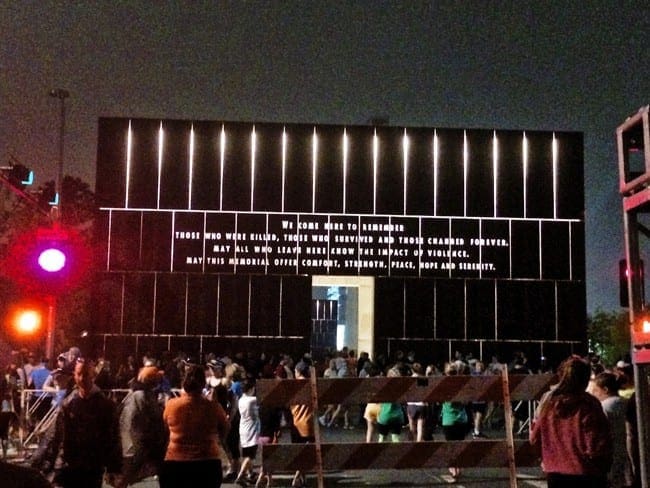 WE COME HERE TO REMEMBER
THOSE WHO WERE KILLED, THOSE WHO SURVIVED AND THOSE CHANGED FOREVER.
MAY ALL WHO LEAVE HERE KNOW THE IMPACT OF VIOLENCE.
MAY THIS MEMORIAL OFFER COMFORT, STRENGTH, PEACE, HOPE AND SERENITY.